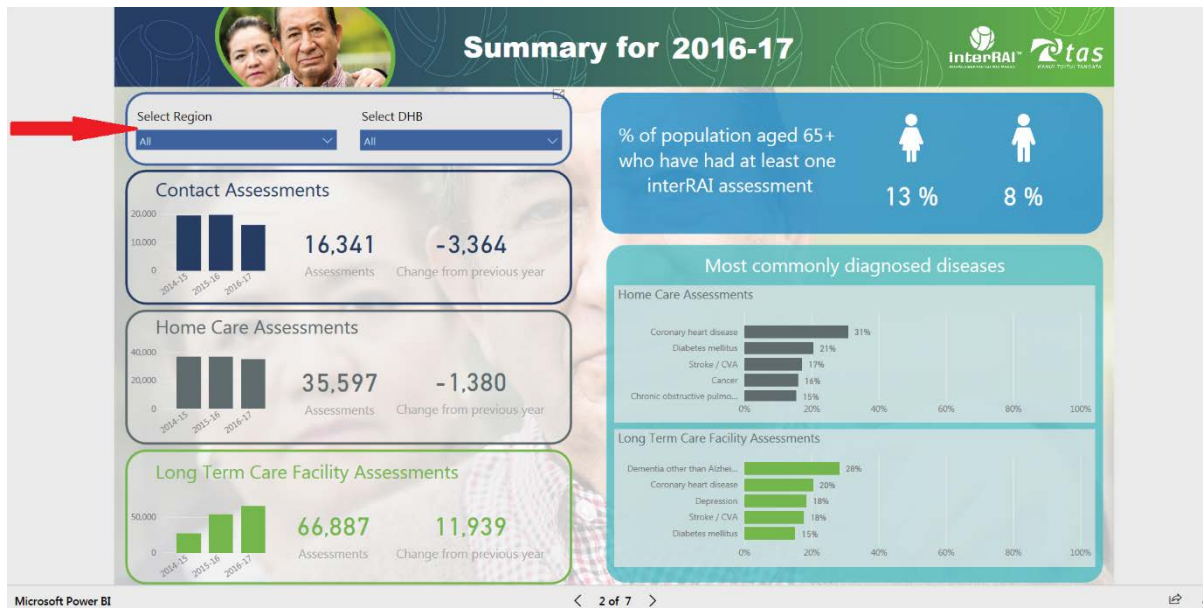 Summary for 2016-17
interRAI™
tas
Select Region
Select DHB
All
All
% of population aged 65+
who have had at least one
interRAI assessment
13 %
8 %
Contact Assessments
20,000
10,000
0
2014-15
2015-16
2016-17
16,341
-3,364
Assessments
Change from previous year
Home Care Assessments
40,000
20,000
0
2014-15
2015-16
2016-17
35,597
-1,380
Assessments
Change from previous year
Long Term Care Facility Assessments
50,000
0
2014-15
2015-16
2016-17
66,887
11,939
Assessments
Change from previous year
Most commonly diagnosed diseases
Home Care Assessments
Coronary heart disease
31%
Diabetes mellitus
21%
Stroke / CVA
17%
Cancer
16%
Chronic obstructive pulmo...
15%
0%
20%
40%
60%
80%
100%
Long Term Care Facility Assessments
Dementia other than Alzhei...
28%
Coronary heart disease
20%
Depression
18%
Stroke / CVA
18%
Diabetes mellitus
15%
0%
20%
40%
60%
80%
100%
Microsoft Power BI
2 of 7